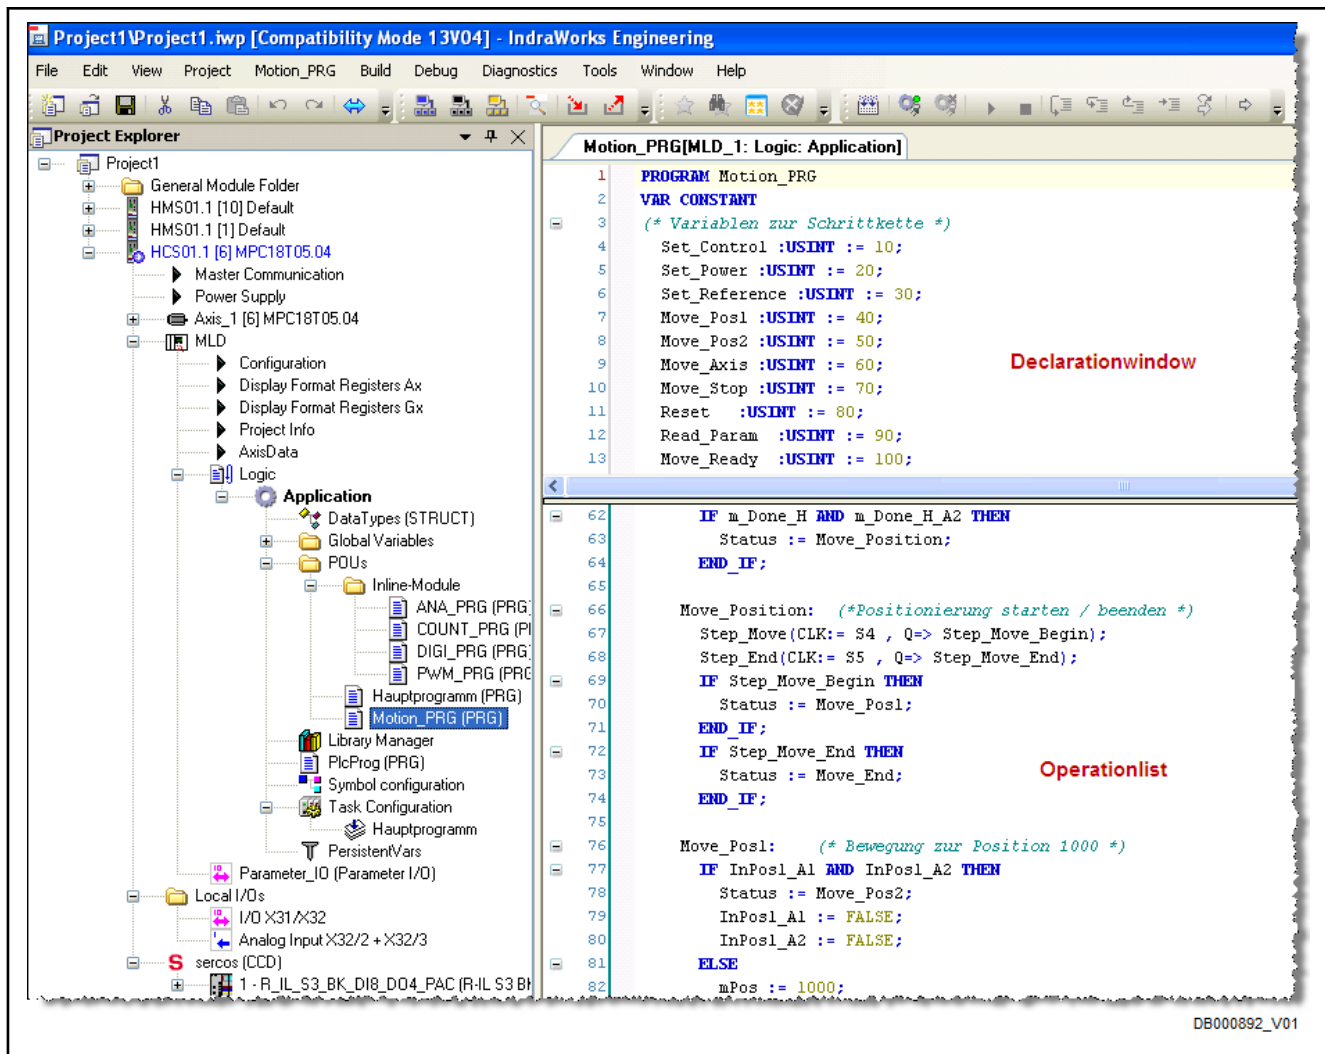 Project1\Project1.iwp [Compatibility Mode 13V04] - IndraWorks Engineering
File Edit View Project Motion_PRG Build Debug Diagnostics Tools Window Help
Project Explorer
Project1
General Module Folder
HMS01.1 [10] Default
HMS01.1 [1] Default
HCS01.1 [6] MPC18T05.04
Master Communication
Power Supply
Axis_1 [6] MPC18T05.04
MLD
Configuration
Display Format Registers Ax
Display Format Registers Gx
Project Info
AxisData
Logic
Application
DataTypes (STRUCT)
Global Variables
POUs
Inline-Module
ANA_PRG (PRG)
COUNT_PRG (P
DIGI_PRG (PRG)
PWM_PRG (PRG
Hauptprogramm (PRG)
Motion_PRG (PRG)
Library Manager
PlcProg (PRG)
Symbol configuration
Task Configuration
Hauptprogramm
PersistentVars
Parameter_IO (Parameter I/O)
Local I/Os
I/O X31/X32
Analog Input X32/2 + X32/3
sercos (CCD)
1 - R_IL_S3_BK_DI8_DO4_PAC (R-IL S3 B
Motion_PRG[MLD_1: Logic: Application]
1 PROGRAM Motion_PRG
2 VAR CONSTANT
3 (* Variablen zur Schrittkette *)
4 Set_Control :USINT := 10;
5 Set_Power :USINT := 20;
6 Set_Reference :USINT := 30;
7 Move_Pos1 :USINT := 40;
8 Move_Pos2 :USINT := 50;
9 Move_Axis :USINT := 60;
10 Move_Stop :USINT := 70;
11 Reset :USINT := 80;
12 Read_Param :USINT := 90;
13 Move_Ready :USINT := 100;
Declarationwindow
62 IF m_Done_H AND m_Done_H_A2 THEN
63 Status := Move_Position;
64 END_IF;
65
66 Move_Position: (*Positionierung starten / beenden *)
67 Step_Move(CLK:= S4 , Q=> Step_Move_Begin);
68 Step_End(CLK:= S5 , Q=> Step_Move_End);
69 IF Step_Move_Begin THEN
70 Status := Move_Pos1;
71 END_IF;
72 IF Step_Move_End THEN
73 Status := Move_End;
74 END_IF;
75
76 Move_Pos1: (* Bewegung zur Position 1000 *)
77 IF InPos1_A1 AND InPos1_A2 THEN
78 Status := Move_Pos2;
79 InPos1_A1 := FALSE;
80 InPos1_A2 := FALSE;
81 ELSE
82 mPos := 1000;
Operationlist
DB000892_V01